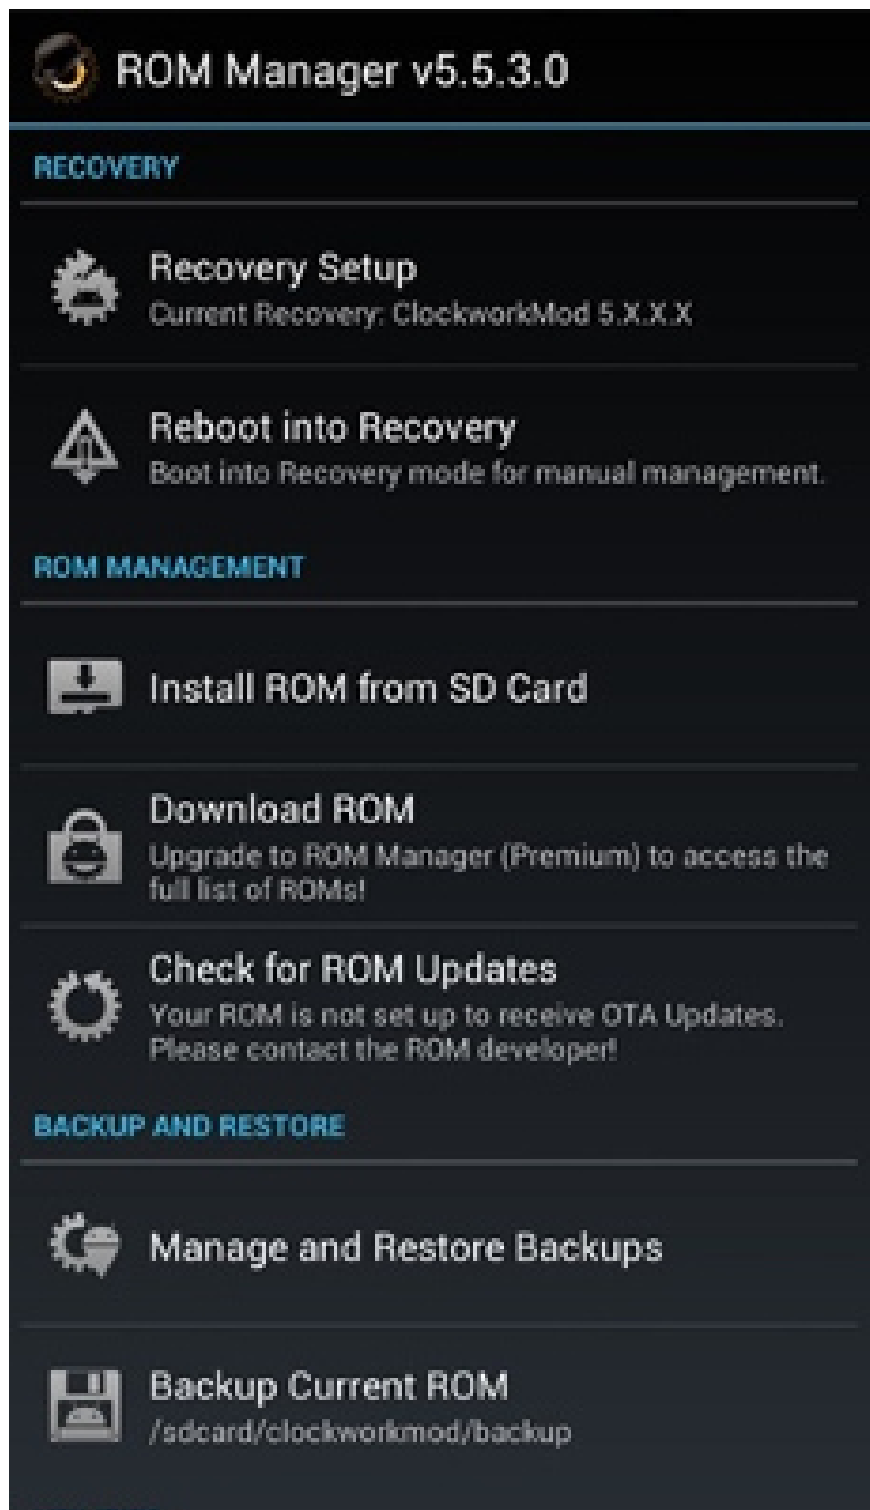 ROM Manager v5.5.3.0
RECOVERY
Recovery Setup
Current Recovery: ClockworkMod 5.X.X.X
Reboot into Recovery
Boot into Recovery mode for manual management.
ROM MANAGEMENT
Install ROM from SD Card
Download ROM
Upgrade to ROM Manager (Premium) to access the
full list of ROMs!
Check for ROM Updates
Your ROM is not set up to receive OTA Updates.
Please contact the ROM developer!
BACKUP AND RESTORE
Manage and Restore Backups
Backup Current ROM
/sdcard/clockworkmod/backup